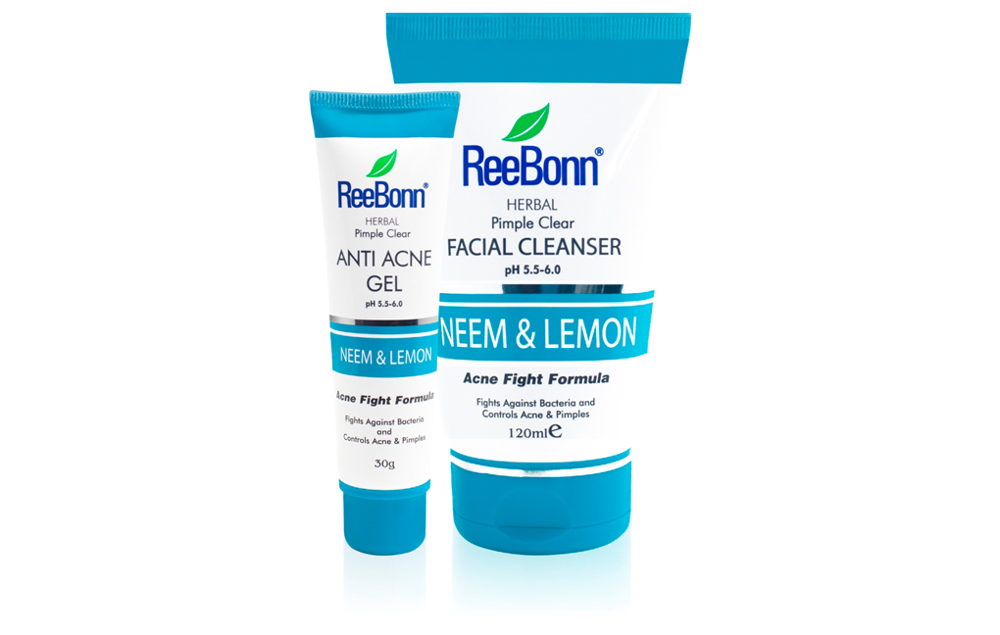 ReeBonn®
HERBAL
Pimple Clear
ANTI ACNE
GEL
pH 5.5-6.0
NEEM & LEMON
Acne Fight Formula
Fights Against Bacteria
and
Controls Acne & Pimples
30g
ReeBonn®
HERBAL
Pimple Clear
FACIAL CLEANSER
pH 5.5-6.0
NEEM & LEMON
Acne Fight Formula
Fights Against Bacteria and
Controls Acne & Pimples
120ml℮